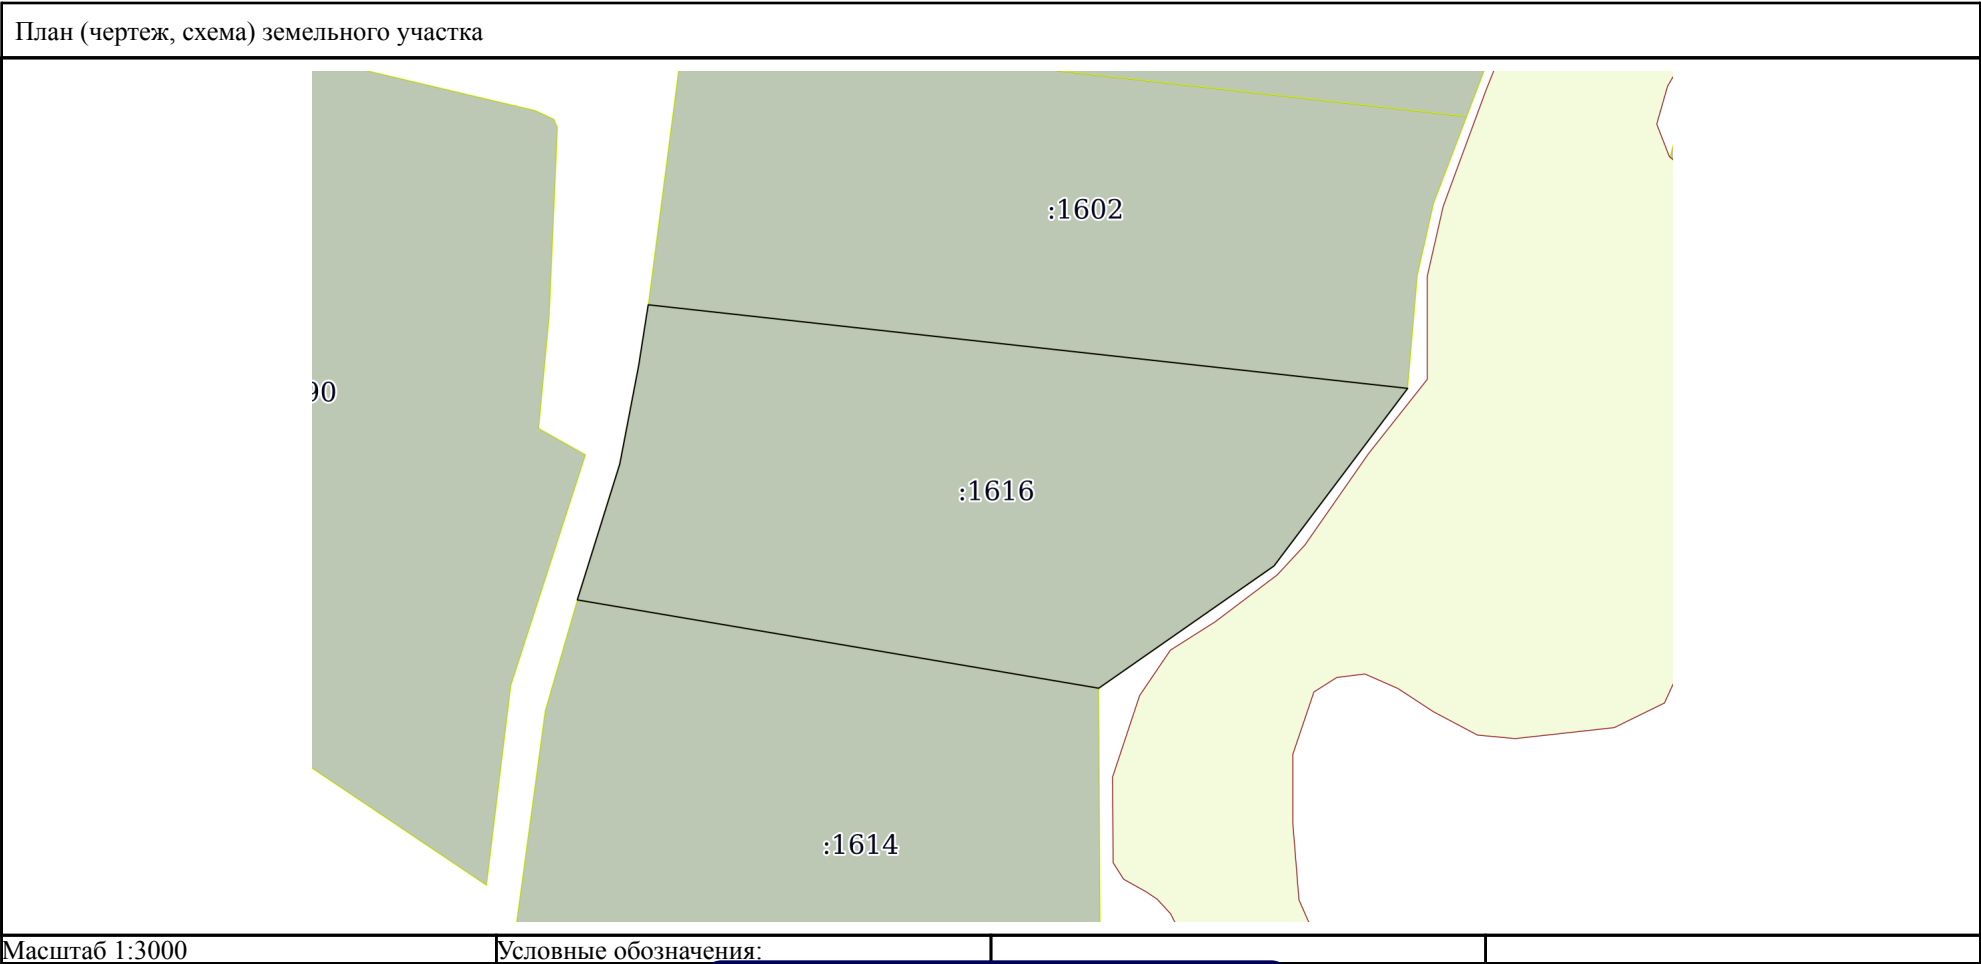 План (чертеж, схема) земельного участка
:1602
90
:1616
:1614
Масштаб 1:3000
Условные обозначения: